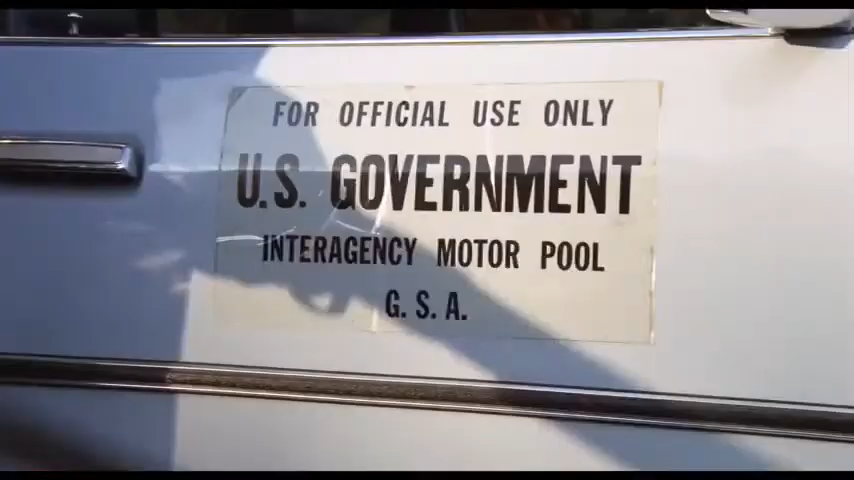 FOR OFFICIAL USE ONLY
U.S. GOVERNMENT
INTERAGENCY MOTOR POOL
G.S.A.